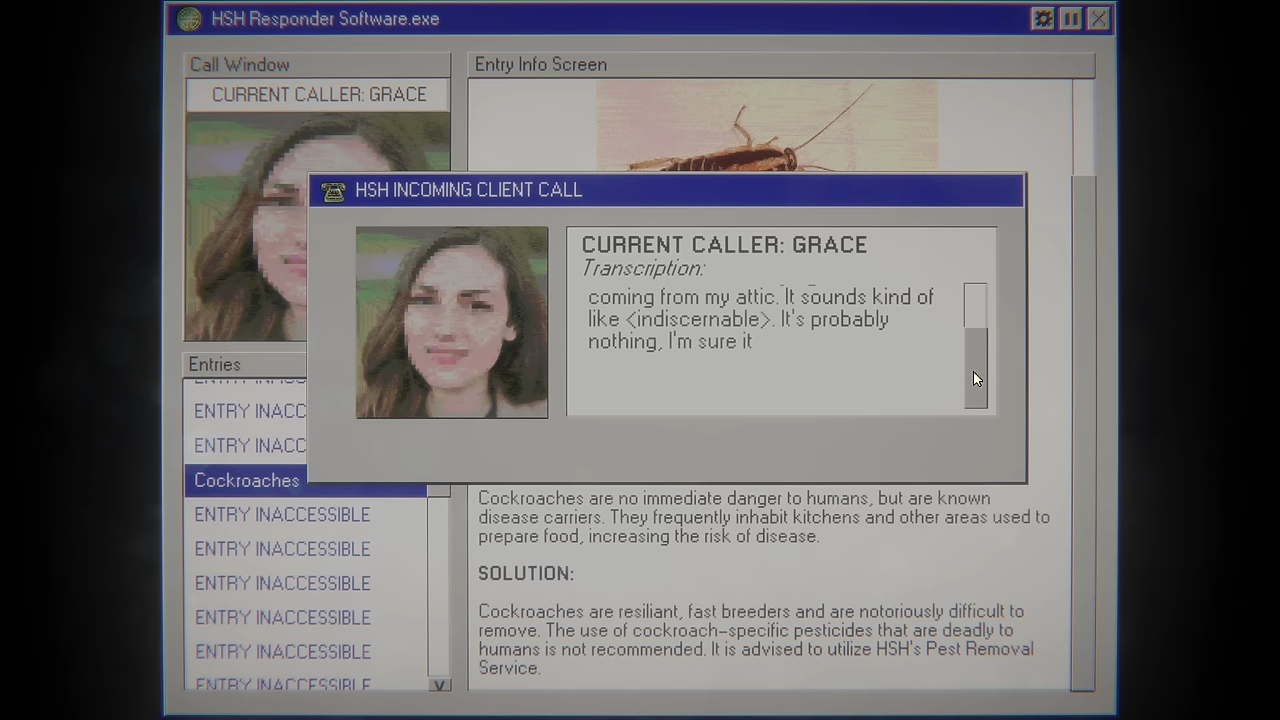 HSH Responder Software.exe
Call Window
CURRENT CALLER: GRACE
Entry Info Screen
HSH INCOMING CLIENT CALL
CURRENT CALLER: GRACE
Transcription:
coming from my attic. It sounds kind of
like <indiscernable>. It's probably
nothing, I'm sure it
Entries
ENTRY INACC
ENTRY INACC
Cockroaches
ENTRY INACCESSIBLE
ENTRY INACCESSIBLE
ENTRY INACCESSIBLE
ENTRY INACCESSIBLE
ENTRY INACCESSIBLE
ENTRY INACCESSIBLE
Cockroaches are no immediate danger to humans, but are known
disease carriers. They frequently inhabit kitchens and other areas used to
prepare food, increasing the risk of disease.
SOLUTION:
Cockroaches are resiliant, fast breeders and are notoriously difficult to
remove. The use of cockroach-specific pesticides that are deadly to
humans is not recommended. It is advised to utilize HSH's Pest Removal
Service.